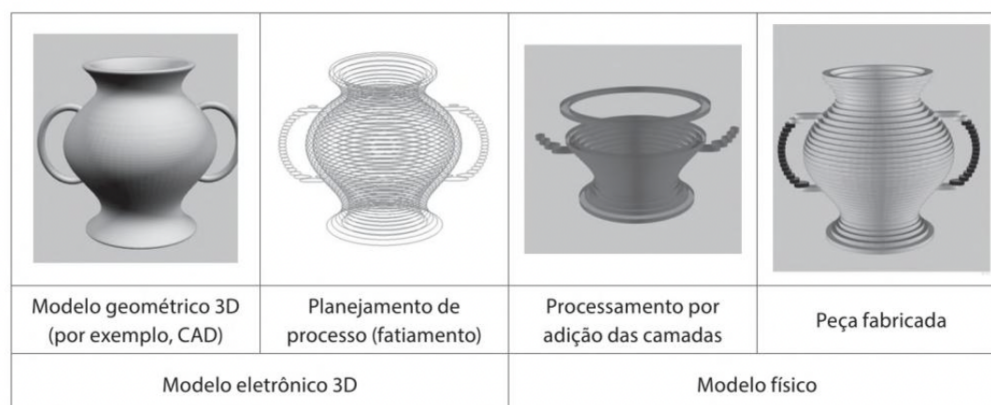 Modelo geométrico 3D
(por exemplo, CAD)
Planejamento de
processo (fatiamento)
Processamento por
adição das camadas
Peça fabricada
Modelo eletrônico 3D
Modelo físico